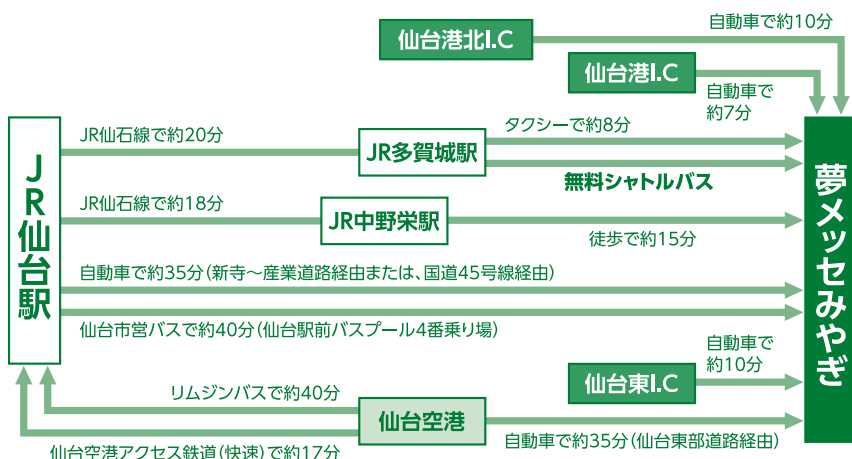 自動車で約10分
仙台港北I.C
仙台港I.C
自動車で
約7分
JR仙石線で約20分
JR多賀城駅
タクシーで約8分
無料シャトルバス
JR仙台駅
JR仙石線で約18分
JR中野栄駅
徒歩で約15分
夢メッセみやぎ
自動車で約35分（新寺～産業道路経由または、国道45号線経由）
仙台市営バスで約40分（仙台駅前バスプール4番乗り場）
自動車で
約10分
仙台東I.C
リムジンバスで約40分
仙台空港
自動車で約35分（仙台東部道路経由）
仙台空港アクセス鉄道（快速）で約17分